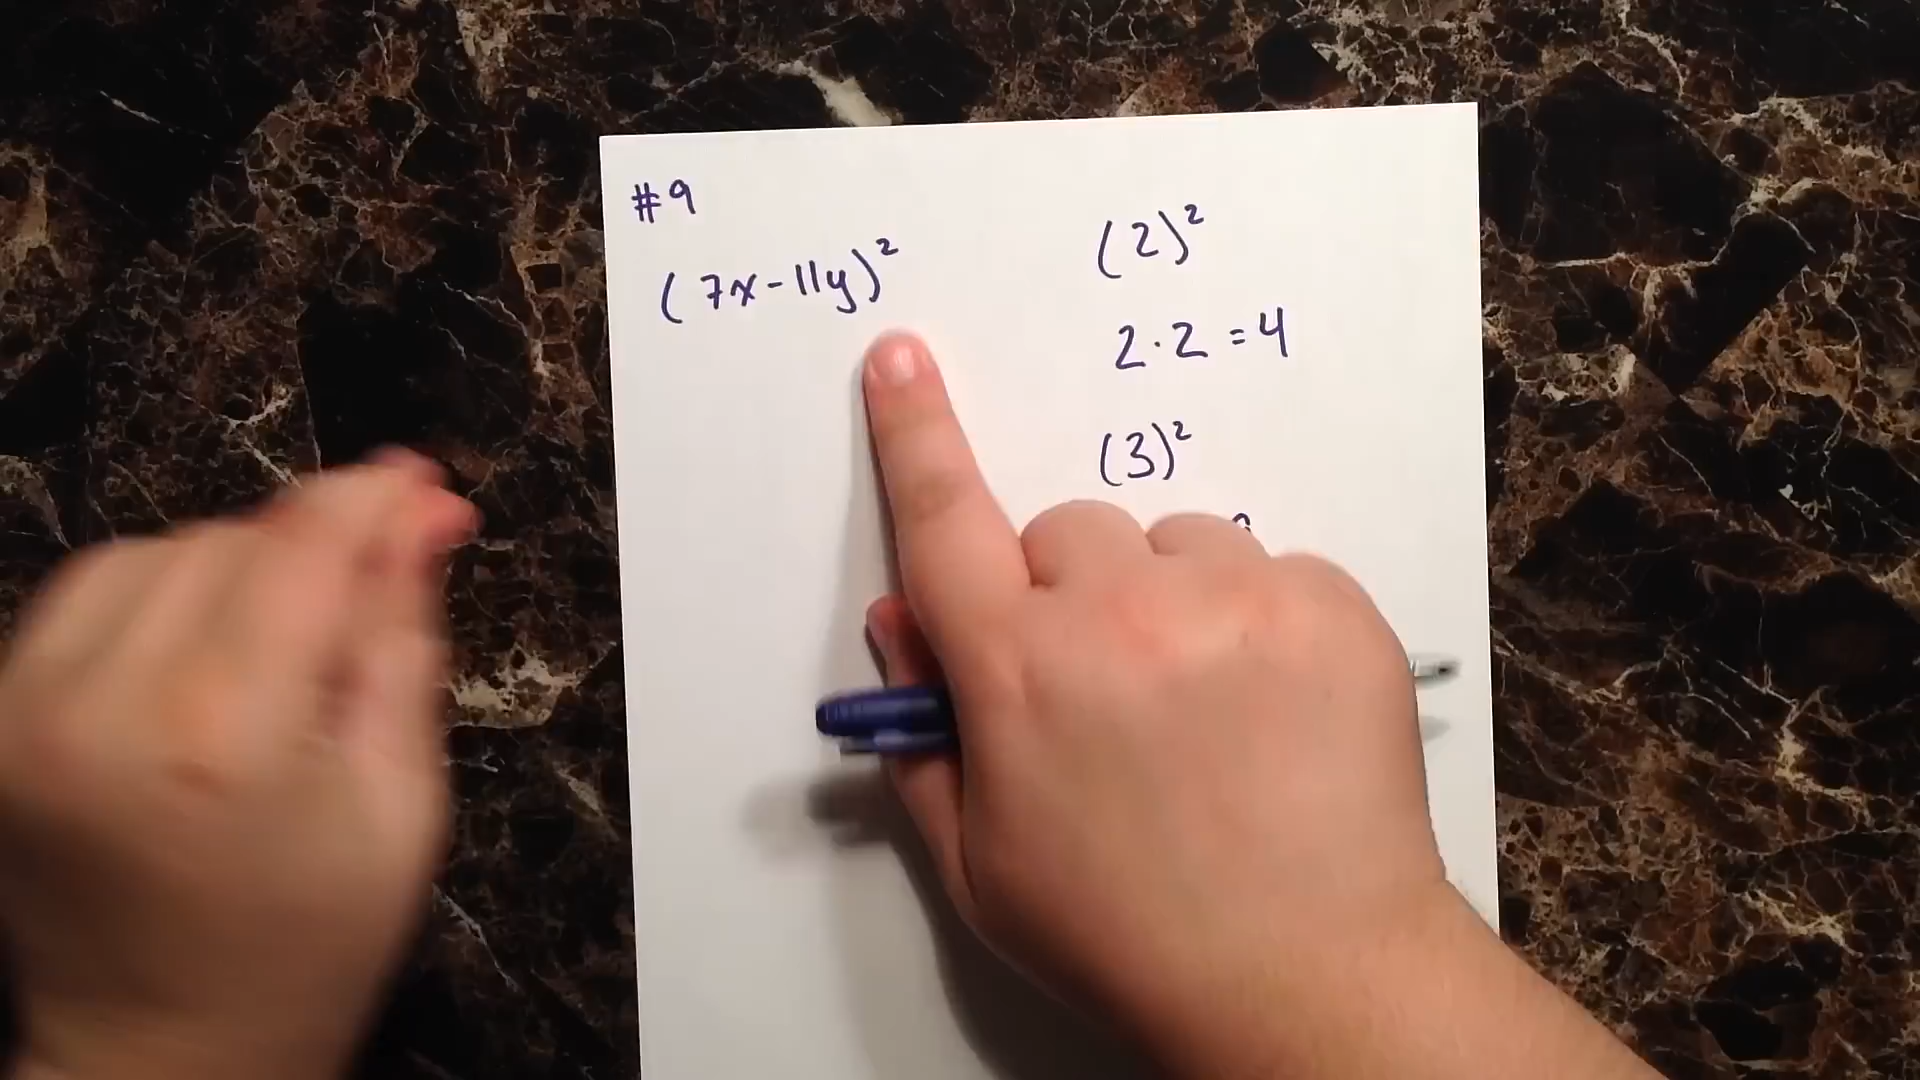 #9
(7x-11y)²
(2)²
2·2=4
(3)²